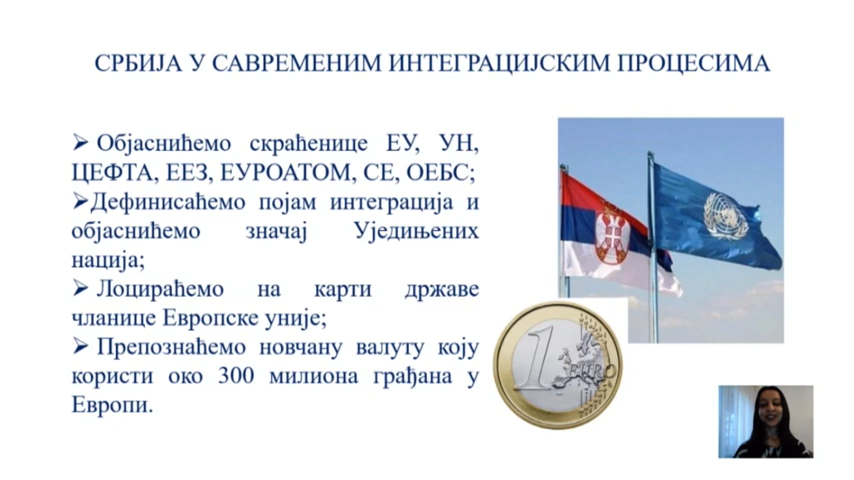 СРБИЈА У САВРЕМЕНИМ ИНТЕГРАЦИЈСКИМ ПРОЦЕСИМА
➢ Објаснићемо скраћенице ЕУ, УН,
ЦЕФТА, ЕЕЗ, ЕУРОАТОМ, СЕ, ОЕБС;
➢Дефинисаћемо појам интеграција и
објаснићемо значај Уједињених
нација;
➢ Лоцираћемо на карти државе
чланице Европске уније;
➢ Препознаћемо новчану валуту коју
користи око 300 милиона грађана у
Европи.
1 EURO